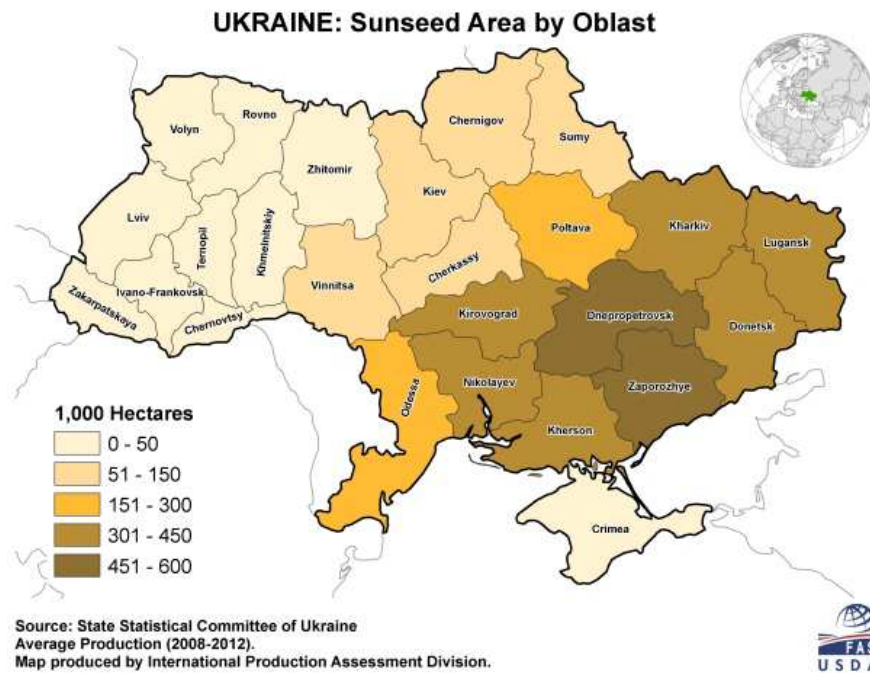 UKRAINE: Sunseed Area by Oblast
Volyn
Rovno
Zhitomir
Chernigov
Sumy
Kiev
Lviv
Ternopil
Khmelnitskiy
Poltava
Kharkiv
Lugansk
Cherkassy
Vinnitsa
Ivano-Frankovsk
Zakarpatskaya
Chernovtsy
Kirovograd
Dnepropetrovsk
Donetsk
Odessa
Nikolayev
Zaporozhye
Kherson
Crimea
1,000 Hectares
0 - 50
51 - 150
151 - 300
301 - 450
451 - 600
Source: State Statistical Committee of Ukraine
Average Production (2008-2012).
Map produced by International Production Assessment Division.
FAS
USDA